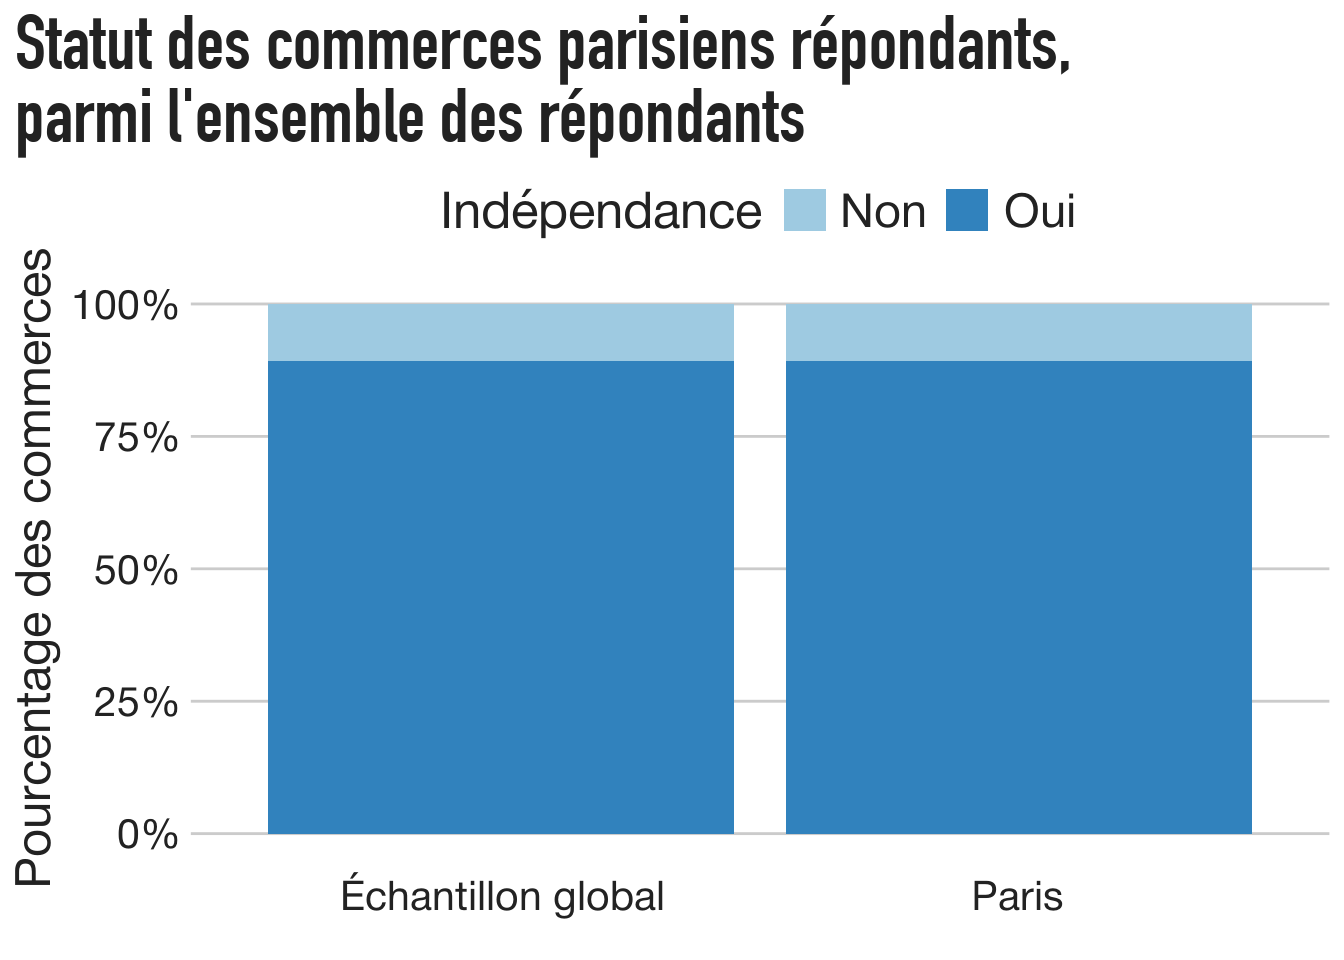 Statut des commerces parisiens répondants,
parmi l'ensemble des répondants
Indépendance Non Oui
Pourcentage des commerces
100%
75%
50%
25%
0%
Échantillon global Paris